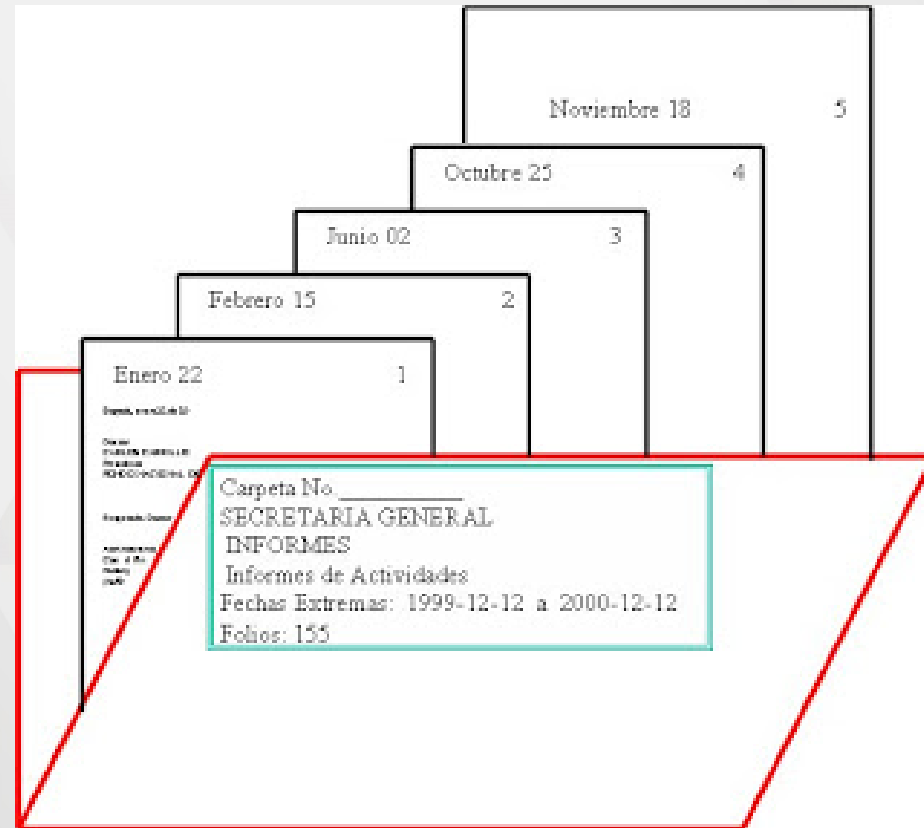 Noviembre 18 5
Octubre 25 4
Junio 02 3
Febrero 15 2
Enero 22 1
Carpeta No.__________
SECRETARIA GENERAL
INFORMES
Informes de Actividades
Fechas Extremas: 1999-12-12 a 2000-12-12
Folios: 155